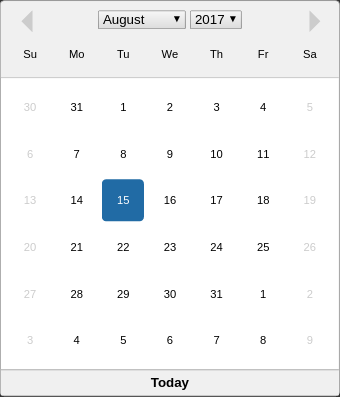 August 2017
Su Mo Tu We Th Fr Sa
30 31 1 2 3 4 5
6 7 8 9 10 11 12
13 14 15 16 17 18 19
20 21 22 23 24 25 26
27 28 29 30 31 1 2
3 4 5 6 7 8 9
Today